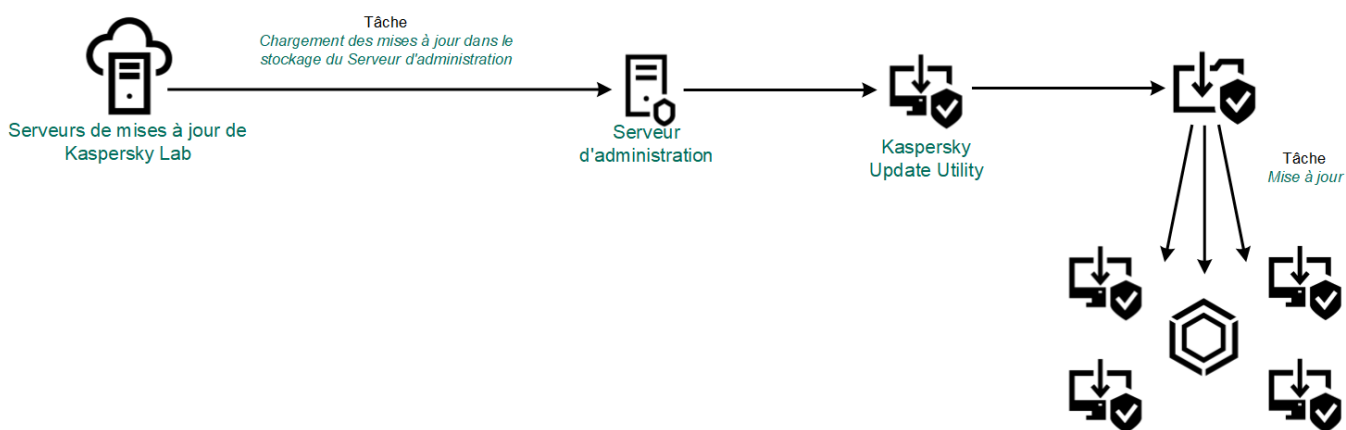 Tâche
Chargement des mises à jour dans le
stockage du Serveur d'administration
Serveurs de mises à jour de
Kaspersky Lab
Serveur
d'administration
Kaspersky
Update Utility
Tâche
Mise à jour